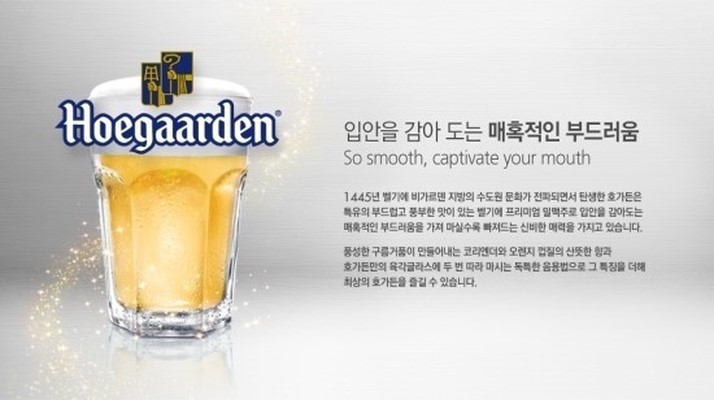 Hoegaarden®
입안을 감아 도는 매혹적인 부드러움
So smooth, captivate your mouth
1445년 벨기에 비가르덴 지방의 수도원 문화가 전파되면서 탄생한 호가든은
특유의 부드럽고 풍부한 맛이 있는 벨기에 프리미엄 밀맥주로 입안을 감아도는
매혹적인 부드러움을 가져 마실수록 빠져드는 신비한 매력을 가지고 있습니다.
풍성한 구름거품이 만들어내는 코리엔더와 오렌지 껍질의 산뜻한 향과
호가든만의 육각글라스에 두 번 따라 마시는 독특한 음용법으로 그 특징을 더해
최상의 호가든을 즐길 수 있습니다.